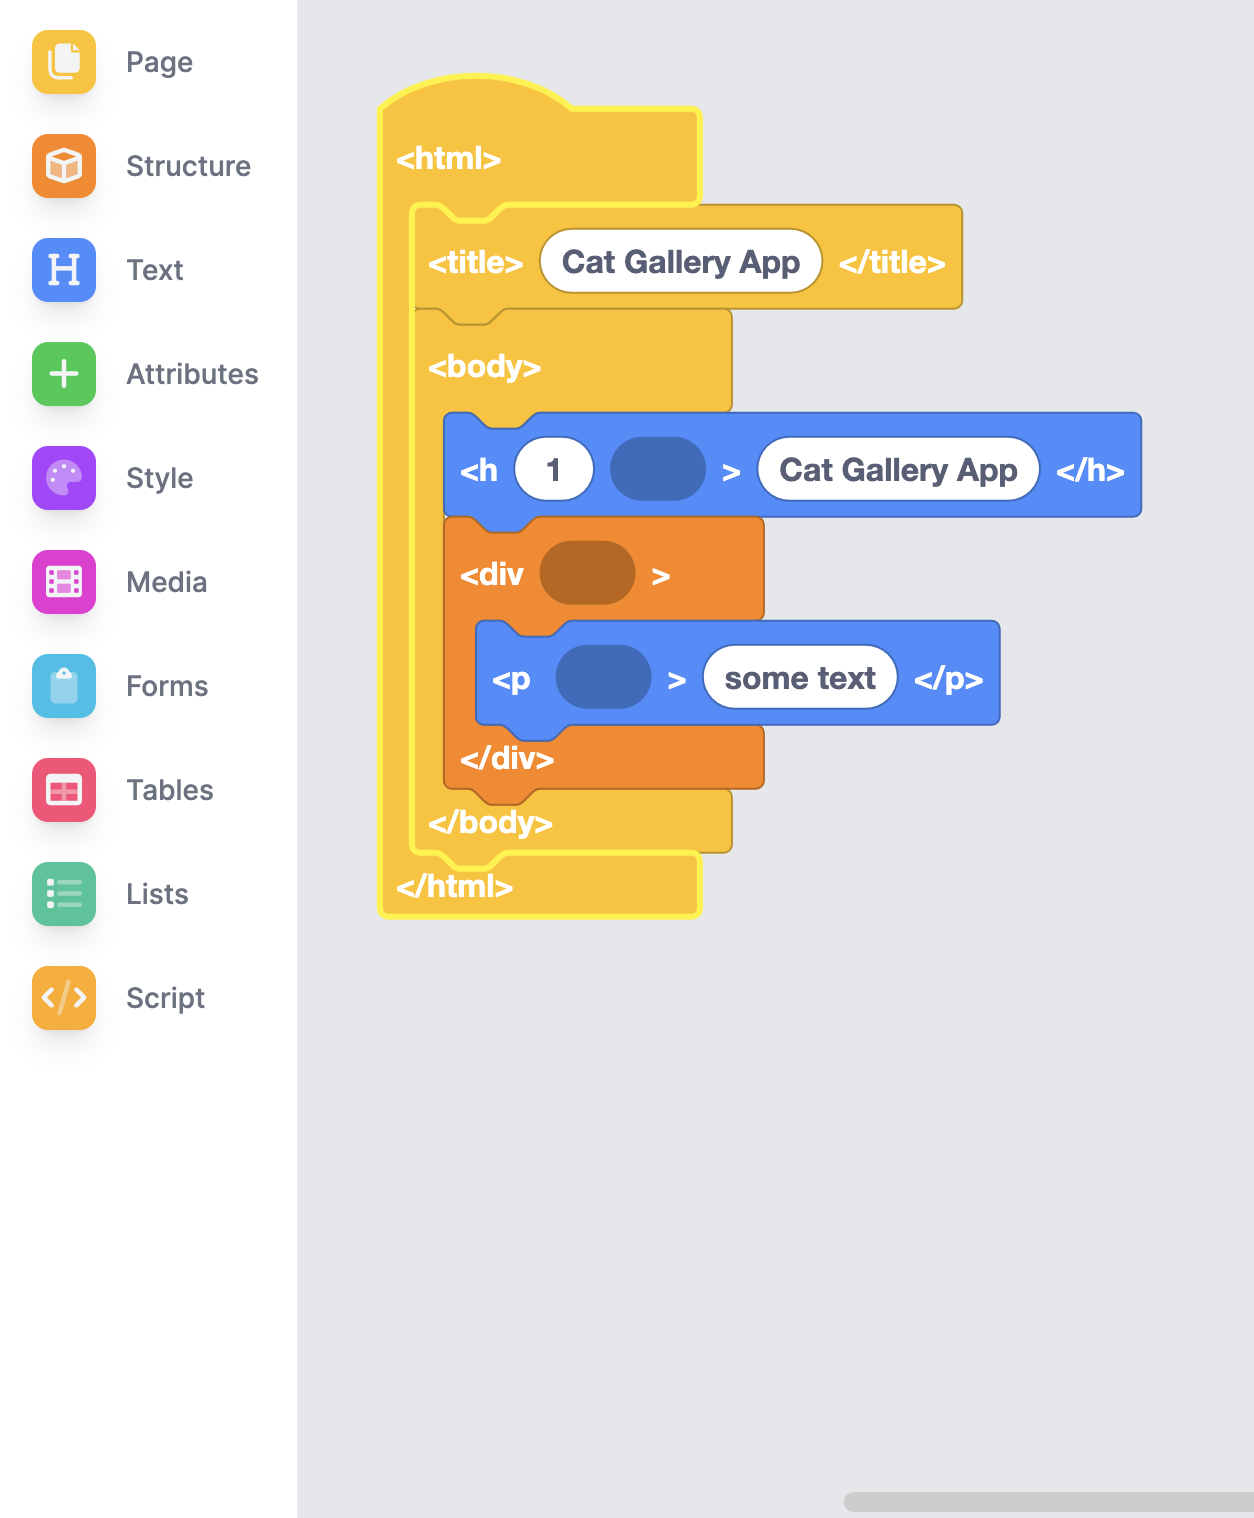 Page
Structure
Text
Attributes
Style
Media
Forms
Tables
Lists
Script
<html>
<title> Cat Gallery App </title>
<body>
<h 1 > Cat Gallery App </h>
<div >
<p > some text </p>
</div>
</body>
</html>